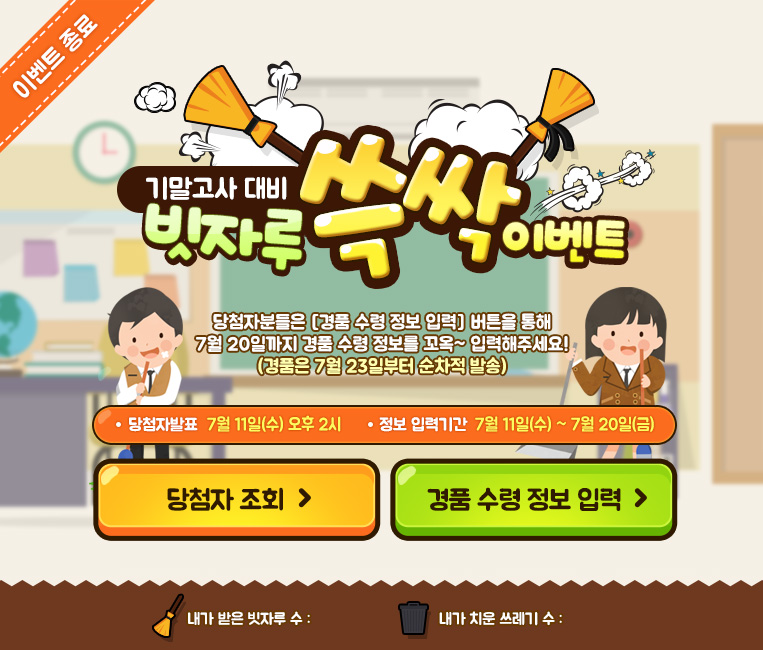 이벤트 종료
기말고사 대비
빗자루 쓱싹 이벤트
당첨자분들은 [경품 수령 정보 입력] 버튼을 통해
7월 20일까지 경품 수령 정보를 꼬옥~ 입력해주세요!
(경품은 7월 23일부터 순차적 발송)
• 당첨자발표 7월 11일(수) 오후 2시 • 정보 입력기간 7월 11일(수) ~ 7월 20일(금)
당첨자 조회 >
경품 수령 정보 입력 >
내가 받은 빗자루 수 :
내가 치운 쓰레기 수 :